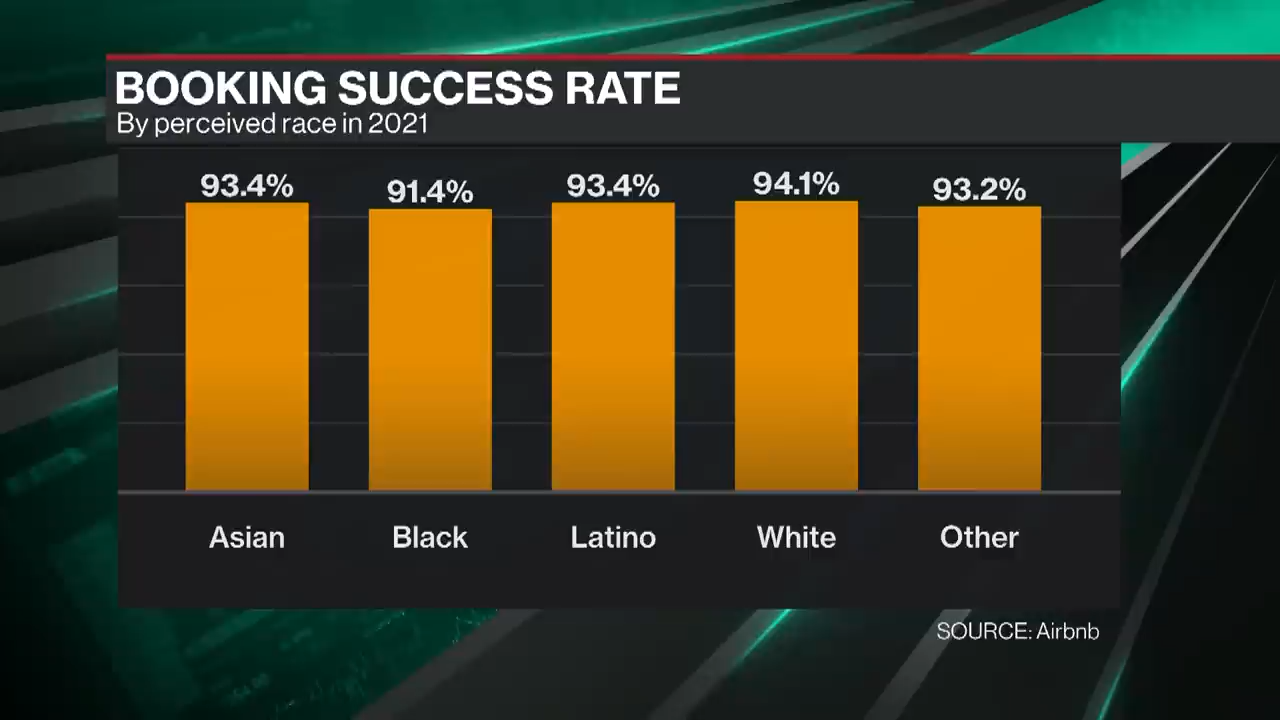 BOOKING SUCCESS RATE
By perceived race in 2021
93.4% 91.4% 93.4% 94.1% 93.2%
Asian Black Latino White Other
SOURCE: Airbnb